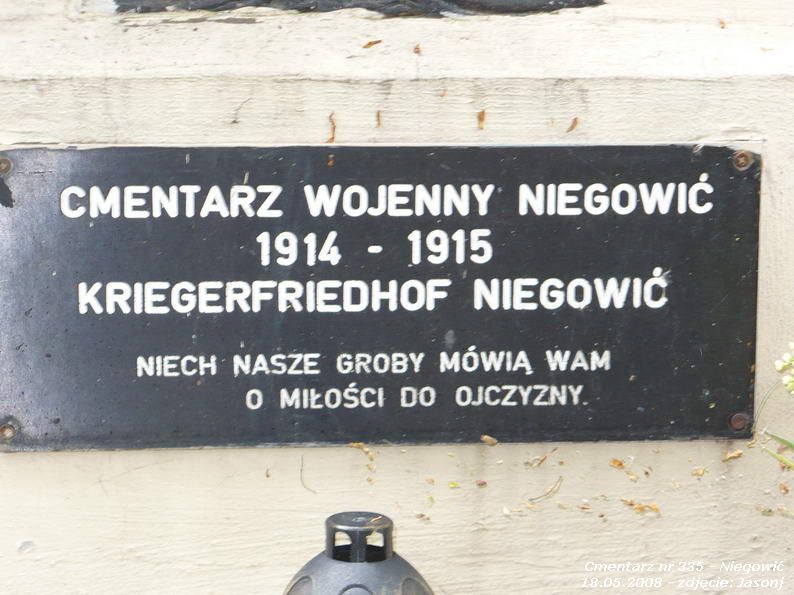 CMENTARZ WOJENNY NIEGOWIĆ
1914 - 1915
KRIEGERFRIEDHOF NIEGOWIĆ
NIECH NASZE GROBY MÓWIĄ WAM
O MIŁOŚCI DO OJCZYZNY.
Cmentarz nr 335 - Niegowić
18.05.2008 - zdjęcie: Jasonj